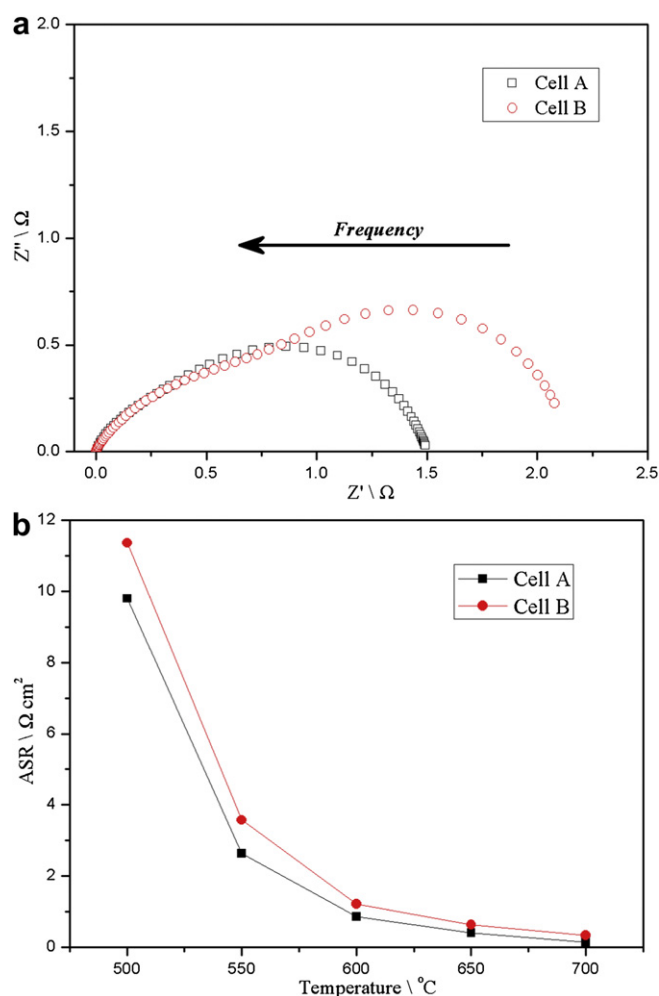 a
2.0
1.5
1.0
0.5
0.0
Z'' \ Ω
Cell A
Cell B
Frequency
0.0 0.5 1.0 1.5 2.0 2.5
Z' \ Ω
b
12
10
8
6
4
2
0
ASR \ Ω cm²
Cell A
Cell B
500 550 600 650 700
Temperature \ °C